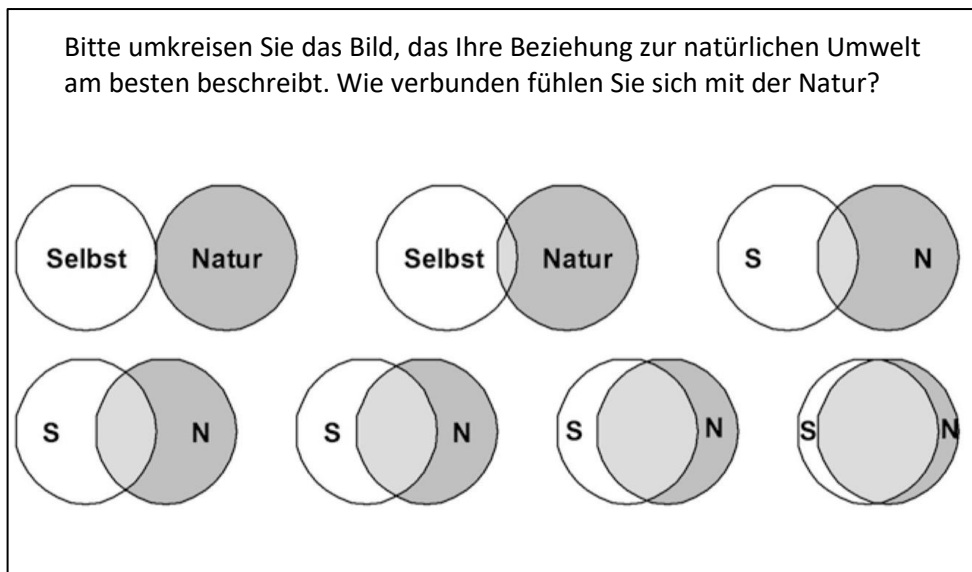 Bitte umkreisen Sie das Bild, das Ihre Beziehung zur natürlichen Umwelt
am besten beschreibt. Wie verbunden fühlen Sie sich mit der Natur?
Selbst Natur Selbst Natur S N
S N S N S N S N